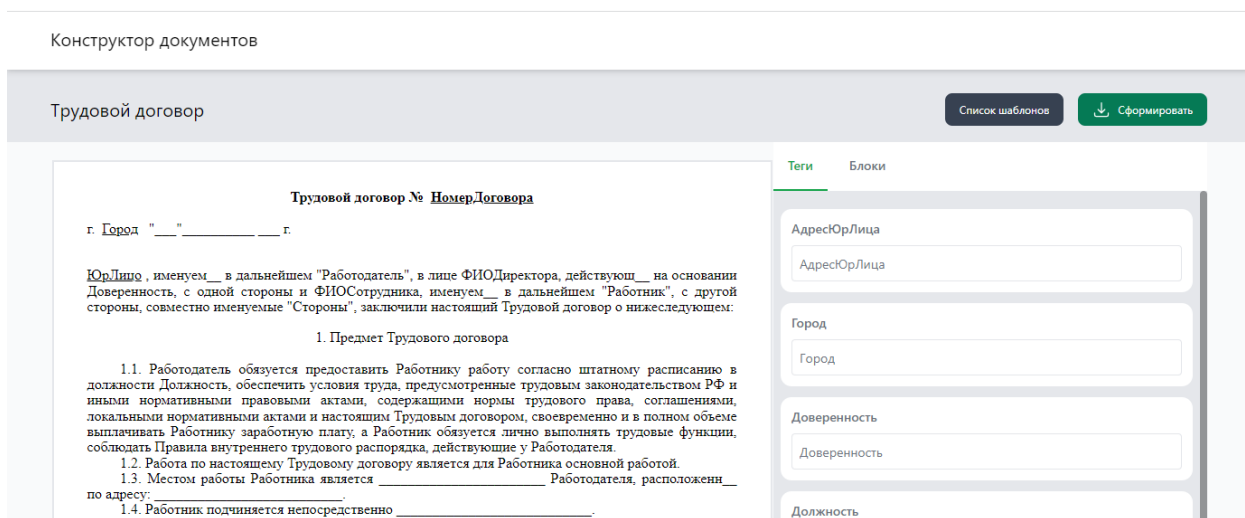 Конструктор документов
Трудовой договор
Список шаблонов
Сформировать
Трудовой договор № НомерДоговора
г. Город "___"___________ ___ г.
ЮрЛицо , именуем__ в дальнейшем "Работодатель", в лице ФИОДиректора, действующ__ на основании
Доверенность, с одной стороны и ФИОСотрудника, именуем__ в дальнейшем "Работник", с другой
стороны, совместно именуемые "Стороны", заключили настоящий Трудовой договор о нижеследующем:
1. Предмет Трудового договора
1.1. Работодатель обязуется предоставить Работнику работу согласно штатному расписанию в
должности Должность, обеспечить условия труда, предусмотренные трудовым законодательством РФ и
иными нормативными правовыми актами, содержащими нормы трудового права, соглашениями,
локальными нормативными актами и настоящим Трудовым договором, своевременно и в полном объеме
выплачивать Работнику заработную плату, а Работник обязуется лично выполнять трудовые функции,
соблюдать Правила внутреннего трудового распорядка, действующие у Работодателя.
1.2. Работа по настоящему Трудовому договору является для Работника основной работой.
1.3. Местом работы Работника является _________________________ Работодателя, расположенн__
по адресу: ____________________________.
1.4. Работник подчиняется непосредственно _____________________________.
Теги
Блоки
АдресЮрЛица
АдресЮрЛица
Город
Город
Доверенность
Доверенность
Должность